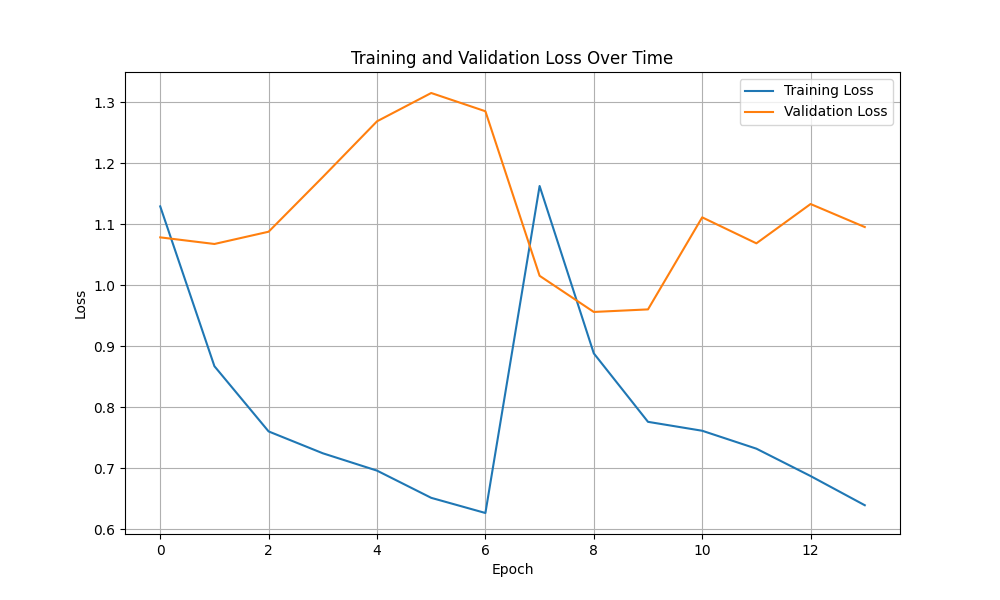 Training and Validation Loss Over Time
Training Loss
Validation Loss
1.3
1.2
1.1
1.0
0.9
0.8
0.7
0.6
Loss
0 2 4 6 8 10 12
Epoch